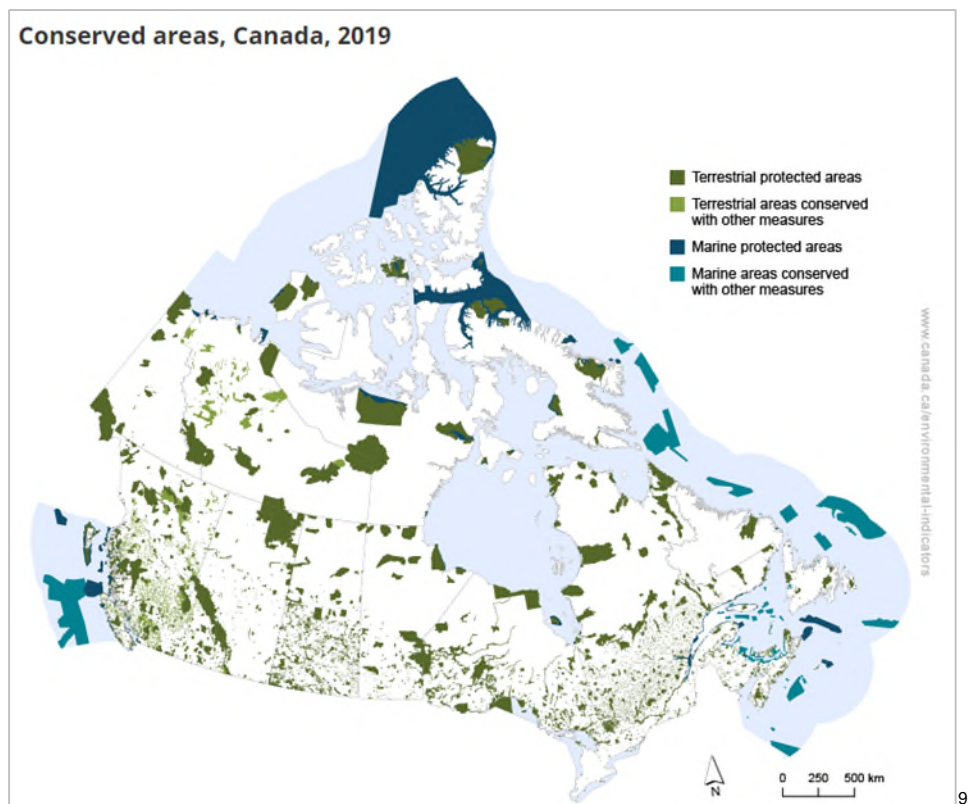 Conserved areas, Canada, 2019
Terrestrial protected areas
Terrestrial areas conserved
with other measures
Marine protected areas
Marine areas conserved
with other measures
www.canada.ca/environmental-indicators
N
0 250 500 km
9